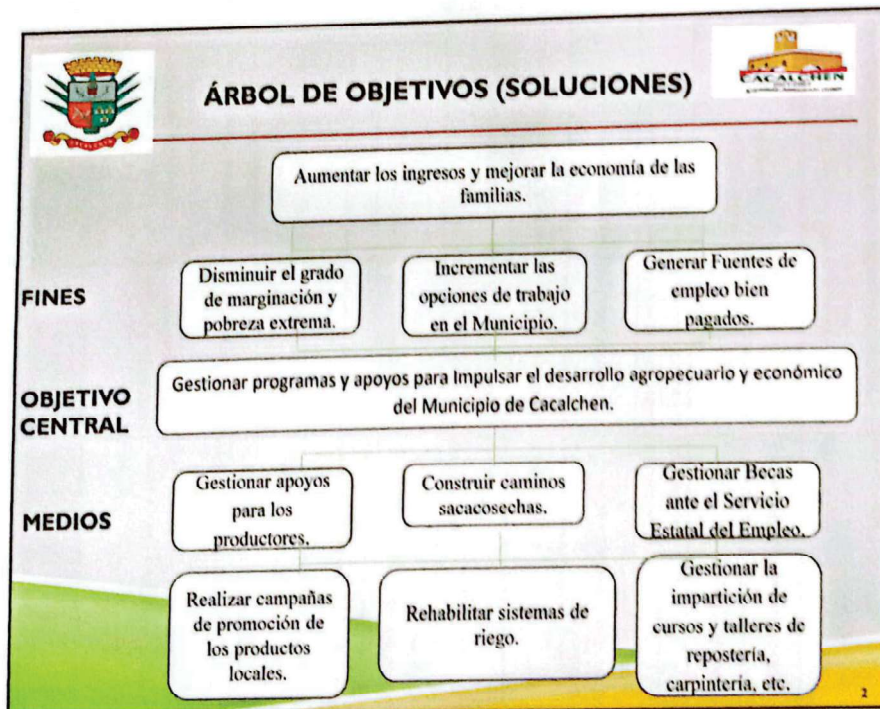 CACALCHEN
ÁRBOL DE OBJETIVOS (SOLUCIONES)
Aumentar los ingresos y mejorar la economía de las
familias.
FINES
Disminuir el grado
de marginación y
pobreza extrema.
Incrementar las
opciones de trabajo
en el Municipio.
Generar Fuentes de
empleo bien
pagados.
OBJETIVO
CENTRAL
Gestionar programas y apoyos para Impulsar el desarrollo agropecuario y económico
del Municipio de Cacalchen.
MEDIOS
Gestionar apoyos
para los
productores.
Construir caminos
sacacosechas.
Gestionar Becas
ante el Servicio
Estatal del Empleo.
Realizar campañas
de promoción de
los productos
locales.
Rehabilitar sistemas de
riego.
Gestionar la
impartición de
cursos y talleres de
repostería,
carpintería, etc.
2